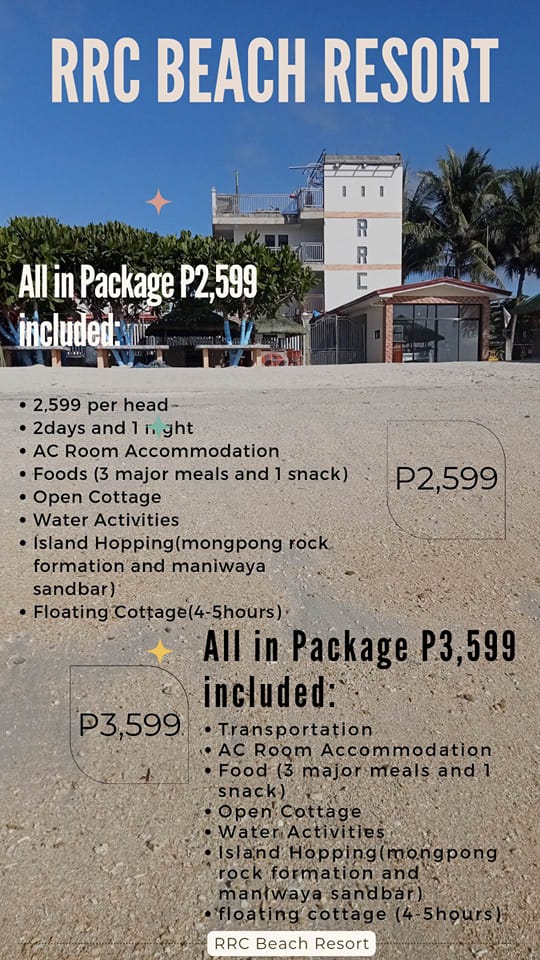 RRC BEACH RESORT
R
R
C
All in Package P2,599
included:
• 2,599 per head
• 2days and 1 night
• AC Room Accommodation
• Foods (3 major meals and 1 snack)
• Open Cottage
• Water Activities
• Island Hopping(mongpong rock
formation and maniwaya
sandbar)
• Floating Cottage(4-5hours)
P2,599
All in Package P3,599
included:
P3,599
• Transportation
• AC Room Accommodation
• Food (3 major meals and 1
snack)
• Open Cottage
• Water Activities
• Island Hopping(mongpong
rock formation and
maniwaya sandbar)
• floating cottage (4-5hours)
RRC Beach Resort